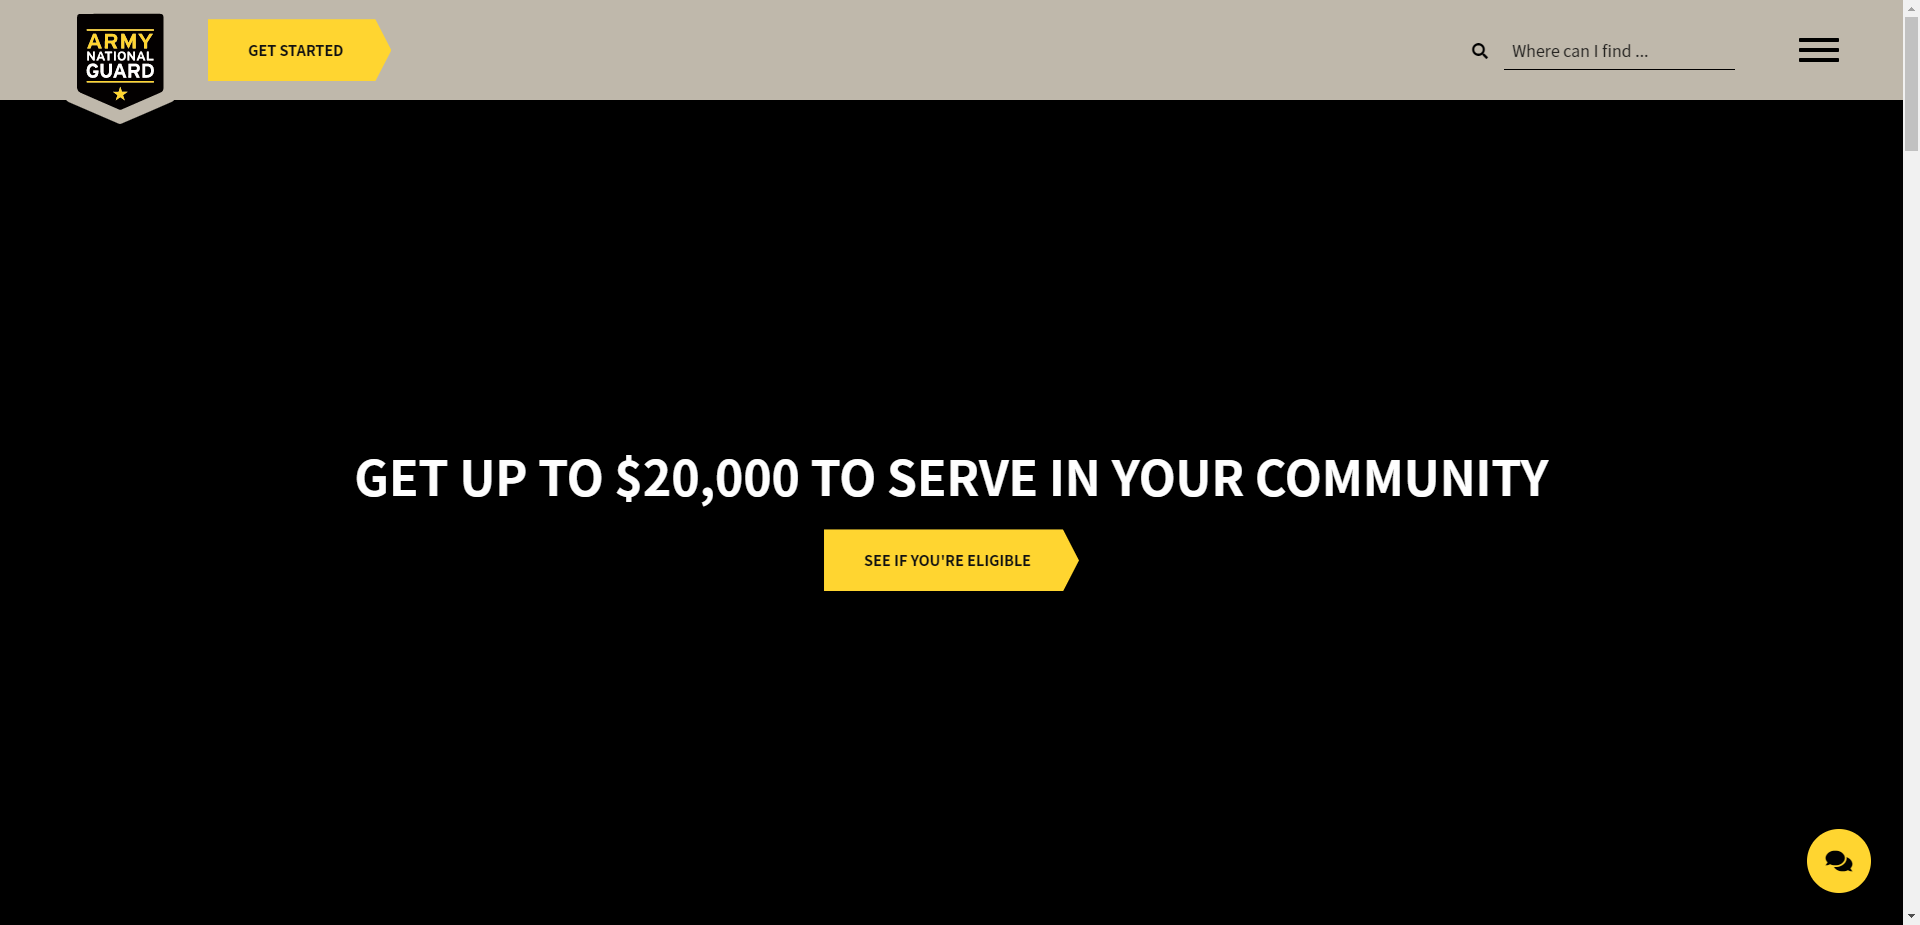 ARMY
NATIONAL
GUARD
GET STARTED
Where can I find ...
GET UP TO $20,000 TO SERVE IN YOUR COMMUNITY
SEE IF YOU'RE ELIGIBLE